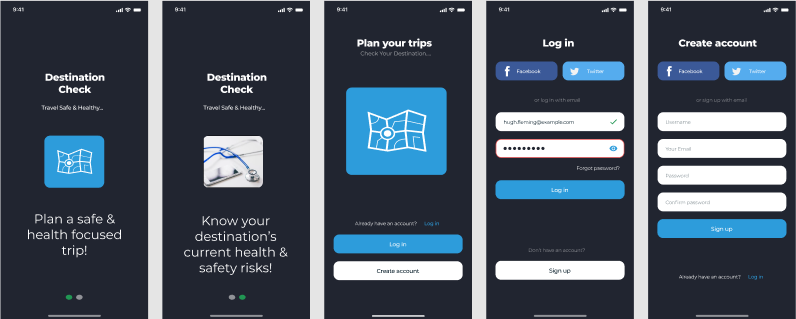 9:41
Destination
Check
Travel Safe & Healthy...
Plan a safe &
health focused
trip!
9:41
Destination
Check
Travel Safe & Healthy...
Know your
destination's
current health &
safety risks!
9:41
Plan your trips
Check Your Destination....
Already have an account? Log in
Log in
Create account
9:41
Log in
Facebook
Twitter
or log in with email
hugh.fleming@example.com
Forgot password?
Log in
Don't have an account?
Sign up
9:41
Create account
Facebook
Twitter
or sign up with email
Username
Your Email
Password
Confirm password
Sign up
Already have an account? Log in